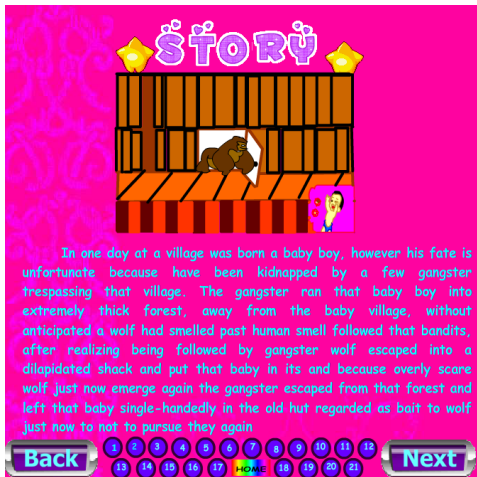 STORY
In one day at a village was born a baby boy, however his fate is
unfortunate because have been kidnapped by a few gangster
trespassing that village. The gangster ran that baby boy into
extremely thick forest, away from the baby village, without
anticipated a wolf had smelled past human smell followed that bandits,
after realizing being followed by gangster wolf escaped into a
dilapidated shack and put that baby in its and because overly scare
wolf just now emerge again the gangster escaped from that forest and
left that baby single-handedly in the old hut regarded as bait to wolf
just now to not to pursue they again
Back
1 2 3 4 5 6 7 8 9 10 11 12
13 14 15 16 17 HOME 18 19 20 21
Next